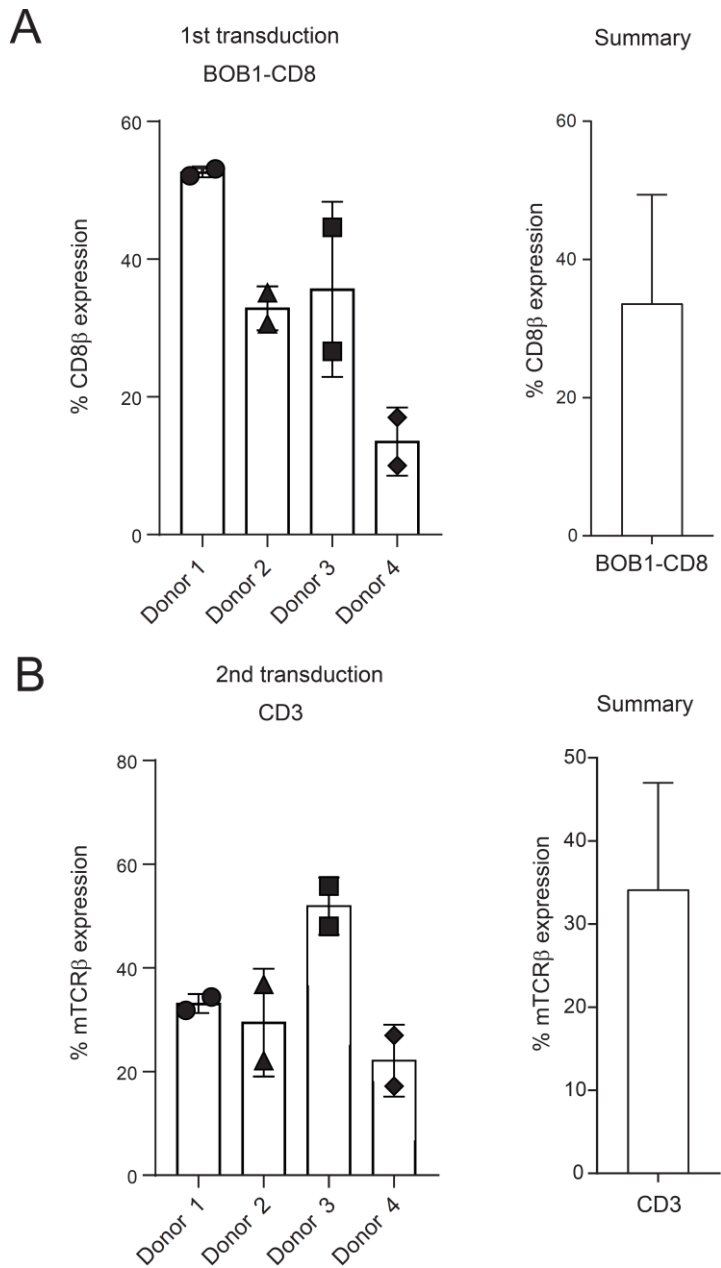 A
1st transduction
BOB1-CD8
% CD8β expression
60
40
20
0
Donor 1
Donor 2
Donor 3
Donor 4
Summary
% CD8β expression
60
40
20
0
BOB1-CD8
B
2nd transduction
CD3
% mTCRβ expression
80
60
40
20
0
Donor 1
Donor 2
Donor 3
Donor 4
Summary
% mTCRβ expression
50
40
30
20
10
0
CD3